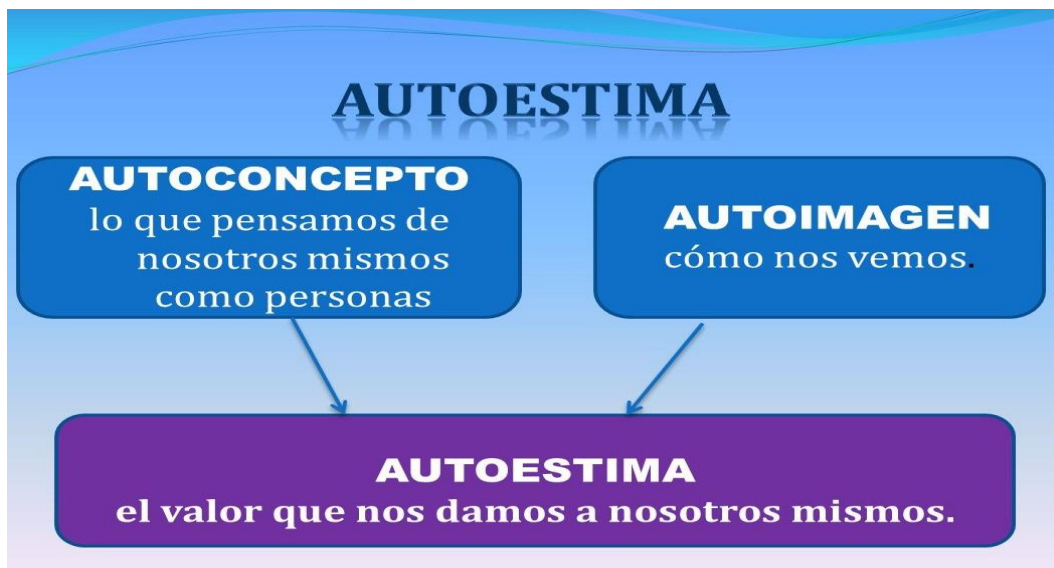 AUTOESTIMA
AUTOCONCEPTO
lo que pensamos de
nosotros mismos
como personas
AUTOIMAGEN
cómo nos vemos.
AUTOESTIMA
el valor que nos damos a nosotros mismos.